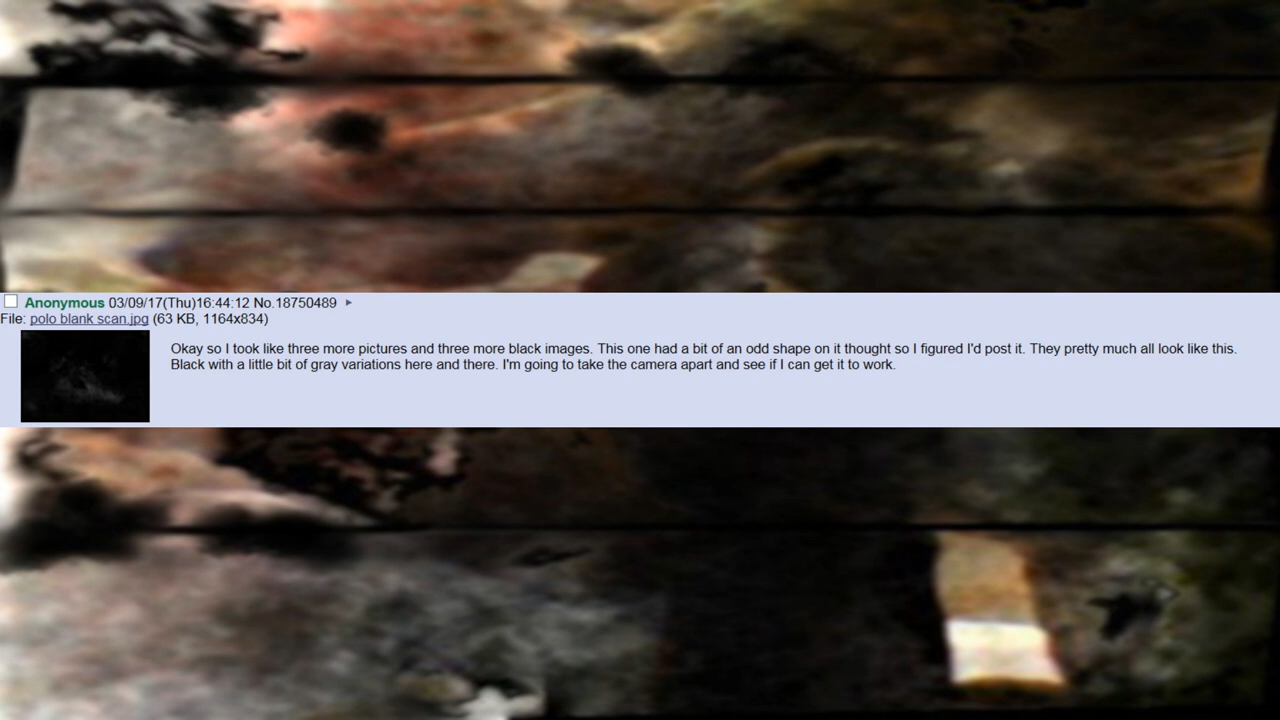 Anonymous 03/09/17(Thu)16:44:12 No.18750489 ▶
File: polo blank scan.jpg (63 KB, 1164x834)
Okay so I took like three more pictures and three more black images. This one had a bit of an odd shape on it thought so I figured I'd post it. They pretty much all look like this.
Black with a little bit of gray variations here and there. I'm going to take the camera apart and see if I can get it to work.